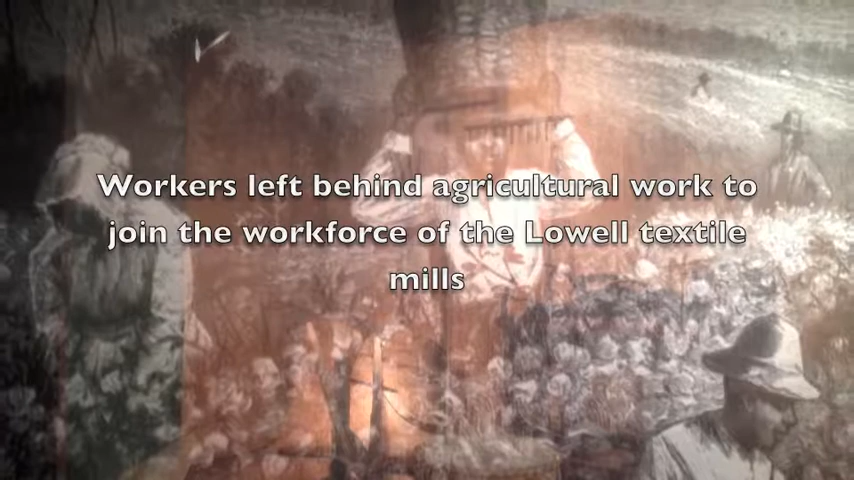 Workers left behind agricultural work to
join the workforce of the Lowell textile
mills